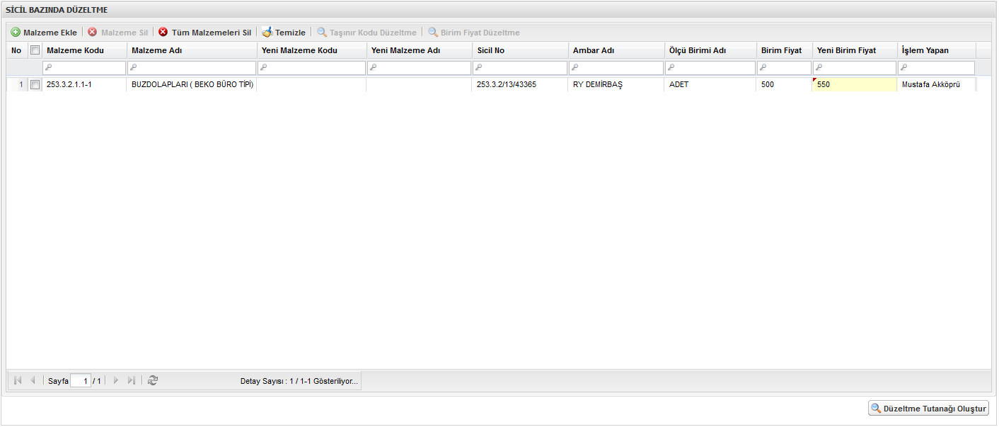 SİCİL BAZINDA DÜZELTME
Malzeme Ekle Malzeme Sil Tüm Malzemeleri Sil Temizle Taşınır Kodu Düzeltme Birim Fiyat Düzeltme
No Malzeme Kodu Malzeme Adı Yeni Malzeme Kodu Yeni Malzeme Adı Sicil No Ambar Adı Ölçü Birimi Adı Birim Fiyat Yeni Birim Fiyat İşlem Yapan
1 253.3.2.1.1-1 BUZDOLAPLARI ( BEKO BÜRO TİPİ) 253.3.2/13/43365 RY DEMİRBAŞ ADET 500 550 Mustafa Akköprü
Sayfa 1 / 1 Detay Sayısı : 1 / 1-1 Gösteriliyor...
Düzeltme Tutanağı Oluştur